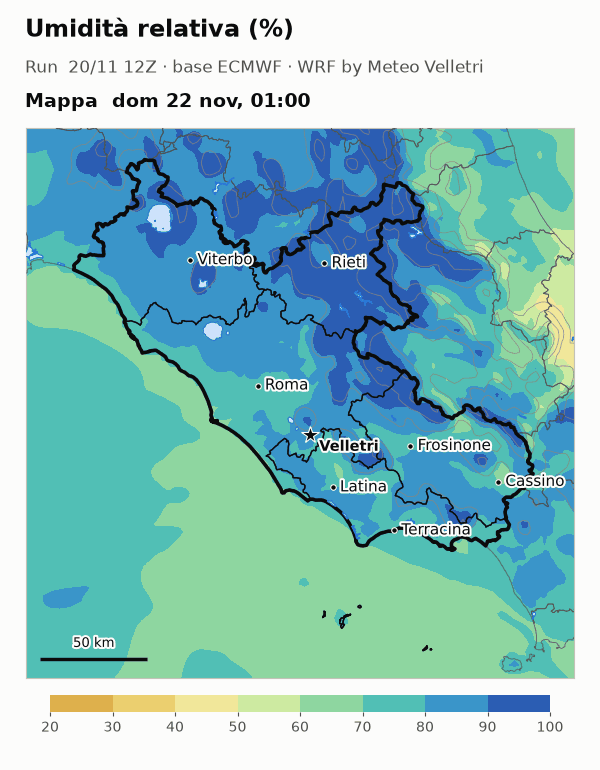 Umidità relativa (%)
Run  20/11 12Z · base ECMWF · WRF by Meteo Velletri
Mappa  dom 22 nov, 01:00
Viterbo
Rieti
Roma
Velletri
Frosinone
Cassino
Latina
Terracina
50 km
20 30 40 50 60 70 80 90 100